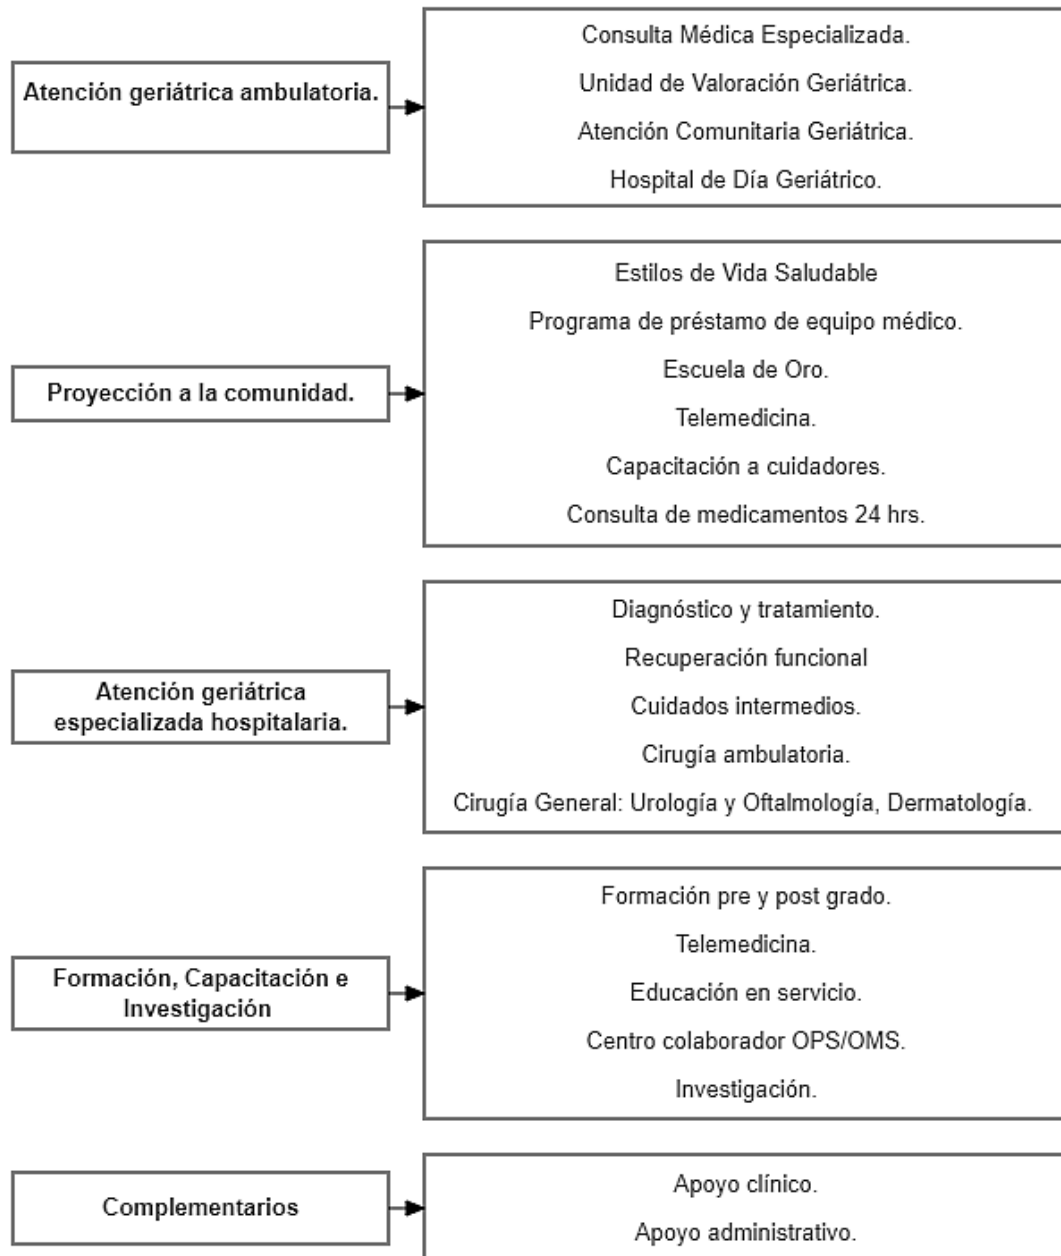 Atención geriátrica ambulatoria.
Consulta Médica Especializada.
Unidad de Valoración Geriátrica.
Atención Comunitaria Geriátrica.
Hospital de Día Geriátrico.
Proyección a la comunidad.
Estilos de Vida Saludable
Programa de préstamo de equipo médico.
Escuela de Oro.
Telemedicina.
Capacitación a cuidadores.
Consulta de medicamentos 24 hrs.
Atención geriátrica
especializada hospitalaria.
Diagnóstico y tratamiento.
Recuperación funcional
Cuidados intermedios.
Cirugía ambulatoria.
Cirugía General: Urología y Oftalmología, Dermatología.
Formación, Capacitación e
Investigación
Formación pre y post grado.
Telemedicina.
Educación en servicio.
Centro colaborador OPS/OMS.
Investigación.
Complementarios
Apoyo clínico.
Apoyo administrativo.